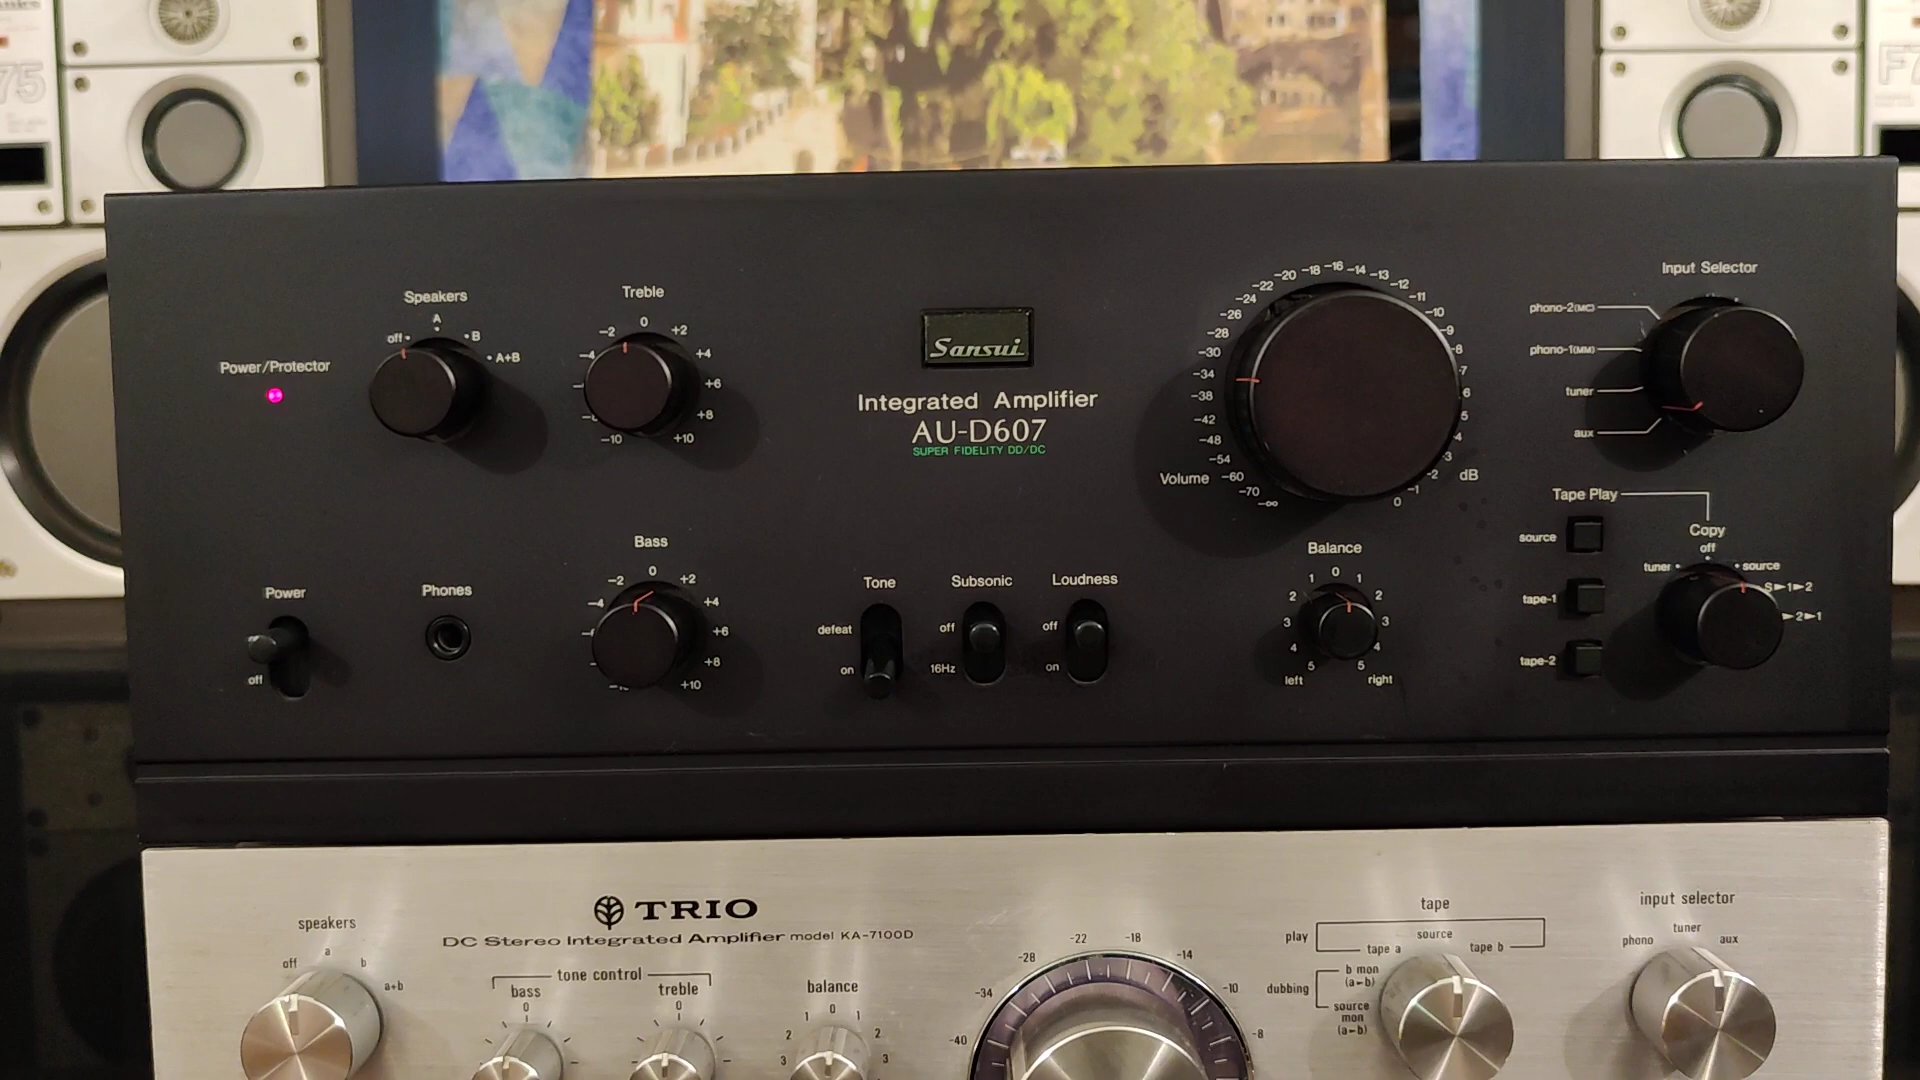 75
Speakers
off
A
B
A+B
Treble
-2
0
+2
-4
+4
+6
+8
-10
+10
Power/Protector
Sansui
Integrated Amplifier
AU-D607
SUPER FIDELITY DD/DC
Volume
-∞
-70
-60
-54
-48
-42
-38
-34
-30
-28
-26
-24
-22
-20
-18
-16
-14
-13
-12
-11
-10
-9
-8
-7
6
5
4
3
-2
-1
0
dB
Input Selector
phono-2(MC)
phono-1(MM)
tuner
aux
Tape Play
source
tape-1
tape-2
Copy
off
tuner
source
S►1►2
►2►1
Power
off
Phones
Bass
-2
0
+2
-4
+4
+6
+8
+10
Tone
defeat
on
Subsonic
off
16Hz
Loudness
off
on
Balance
1 0 1
2 2
3 3
4 4
5 5
left right
TRIO
DC Stereo Integrated Amplifier model KA-7100D
speakers
off
a
b
a+b
tone control
bass
0
treble
0
balance
1 0 1
2 2
3 3
-40
-34
-28
-22
-18
-14
-10
-8
tape
play
source
tape a
tape b
dubbing
b mon
(a←b)
source
mon
(a←b)
input selector
phono
tuner
aux